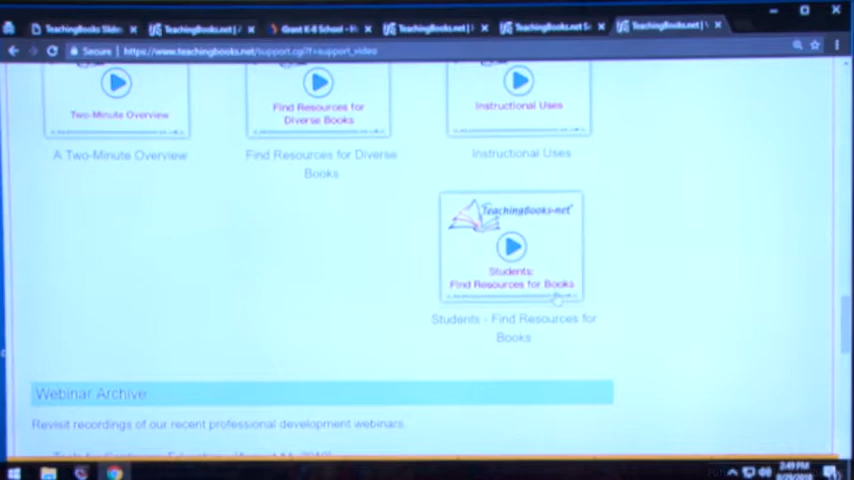 TeachingBooks Slides
TeachingBooks.net |
Grant K-8 School
TeachingBooks.net |
TeachingBooks.net
TeachingBooks.net |
Secure
https://www.teachingbooks.net/support.cgi?f=support_video
Two-Minute Overview
Find Resources for
Diverse Books
Instructional Uses
A Two-Minute Overview
Find Resources for Diverse
Books
Instructional Uses
TeachingBooks.net
Students:
Find Resources for Books
Students - Find Resources for
Books
Webinar Archive
Revisit recordings of our recent professional development webinars.
2:49 PM